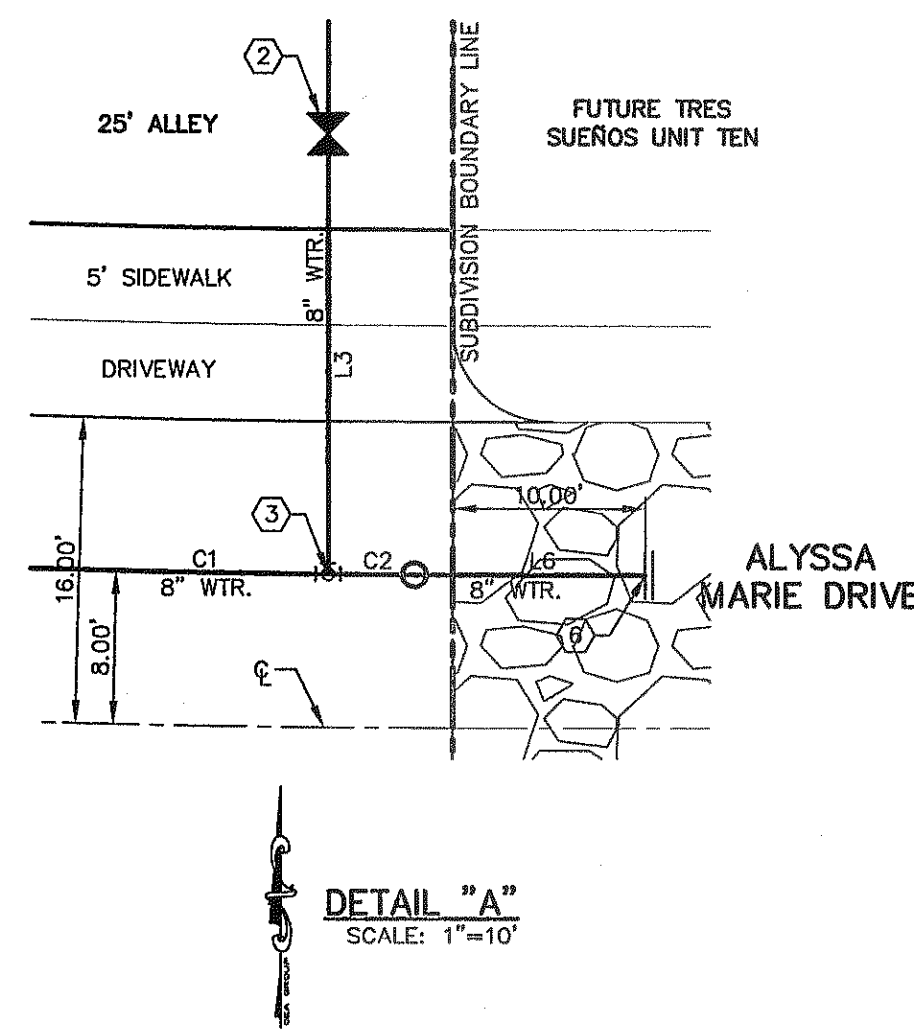 2
25' ALLEY
SUBDIVISION BOUNDARY LINE
FUTURE TRES
SUEÑOS UNIT TEN
8" WTR.
5' SIDEWALK
L3
DRIVEWAY
10.00'
3
16.00'
C1
C2
L6
8" WTR.
8" WTR.
ALYSSA
MARIE DRIVE
8.00'
6
℄
DETAIL "A"
SCALE: 1"=10'